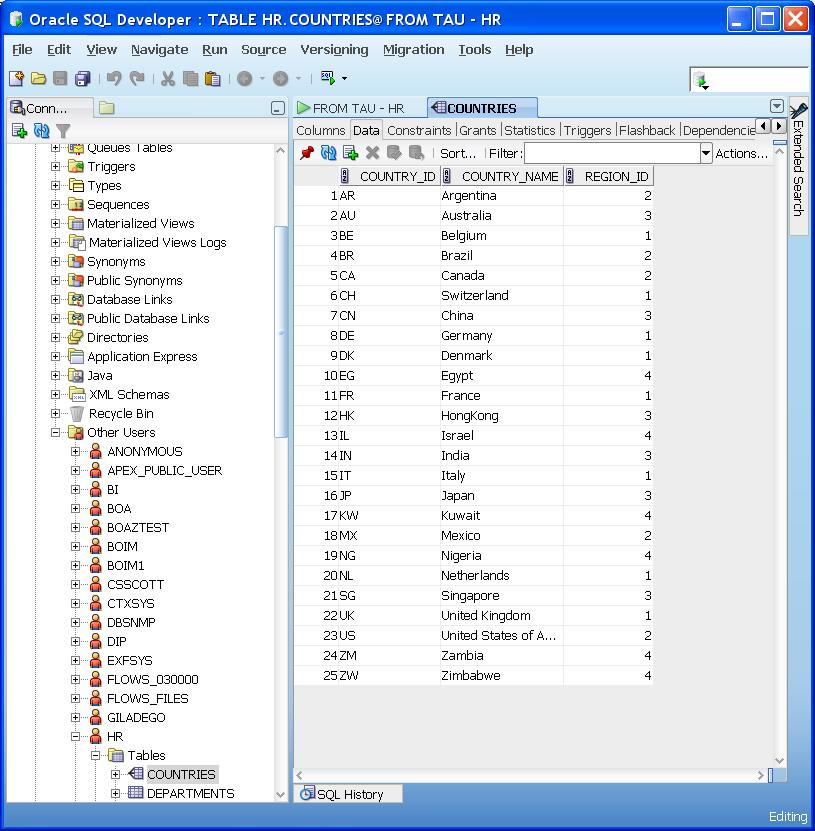 Oracle SQL Developer : TABLE HR.COUNTRIES@ FROM TAU - HR
File Edit View Navigate Run Source Versioning Migration Tools Help
Conn...
FROM TAU - HR COUNTRIES
Columns Data Constraints Grants Statistics Triggers Flashback Dependencie
Sort... Filter: Actions...
Extended Search
Queues Tables
Triggers
Types
Sequences
Materialized Views
Materialized Views Logs
Synonyms
Public Synonyms
Database Links
Public Database Links
Directories
Application Express
Java
XML Schemas
Recycle Bin
Other Users
ANONYMOUS
APEX_PUBLIC_USER
BI
BOA
BOAZTEST
BOIM
BOIM1
CSSCOTT
CTXSYS
DBSNMP
DIP
EXFSYS
FLOWS_030000
FLOWS_FILES
GILADEGO
HR
Tables
COUNTRIES
DEPARTMENTS
COUNTRY_ID COUNTRY_NAME REGION_ID
1 AR Argentina 2
2 AU Australia 3
3 BE Belgium 1
4 BR Brazil 2
5 CA Canada 2
6 CH Switzerland 1
7 CN China 3
8 DE Germany 1
9 DK Denmark 1
10 EG Egypt 4
11 FR France 1
12 HK HongKong 3
13 IL Israel 4
14 IN India 3
15 IT Italy 1
16 JP Japan 3
17 KW Kuwait 4
18 MX Mexico 2
19 NG Nigeria 4
20 NL Netherlands 1
21 SG Singapore 3
22 UK United Kingdom 1
23 US United States of A... 2
24 ZM Zambia 4
25 ZW Zimbabwe 4
SQL History
Editing